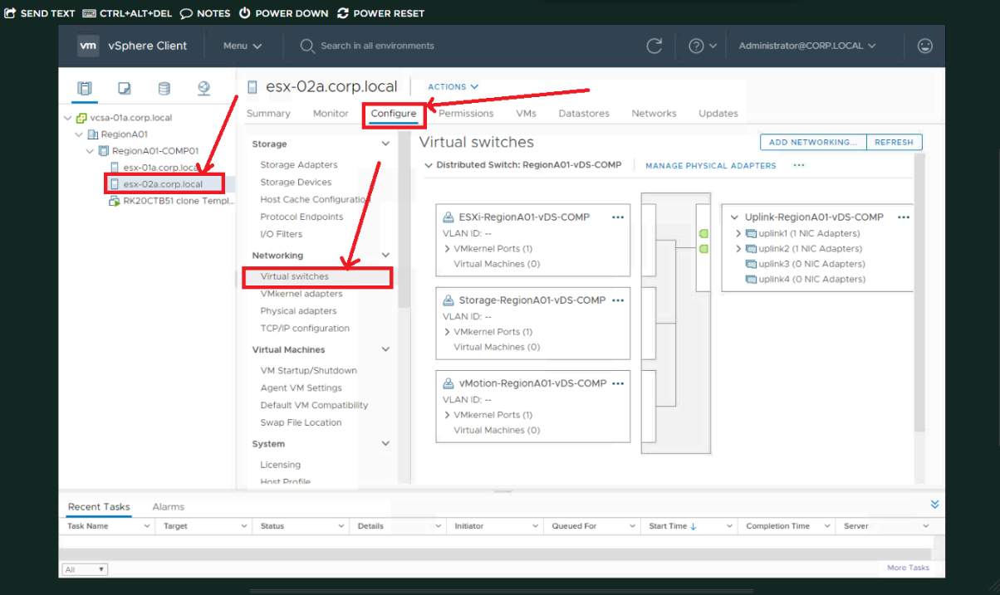 SEND TEXT CTRL+ALT+DEL NOTES POWER DOWN POWER RESET
vm vSphere Client Menu Search in all environments Administrator@CORP.LOCAL
esx-02a.corp.local ACTIONS
Summary Monitor Configure Permissions VMs Datastores Networks Updates
vcsa-01a.corp.local
RegionA01
RegionA01-COMP01
esx-01a.corp.loca
esx-02a.corp.local
RK20CTB51 clone Templ...
Storage
Storage Adapters
Storage Devices
Host Cache Configuration
Protocol Endpoints
I/O Filters
Networking
Virtual switches
VMkernel adapters
Physical adapters
TCP/IP configuration
Virtual Machines
VM Startup/Shutdown
Agent VM Settings
Default VM Compatibility
Swap File Location
System
Licensing
Host Profile
Virtual switches ADD NETWORKING... REFRESH
Distributed Switch: RegionA01-vDS-COMP MANAGE PHYSICAL ADAPTERS ...
ESXi-RegionA01-vDS-COMP ...
VLAN ID: --
VMkernel Ports (1)
Virtual Machines (0)
Storage-RegionA01-vDS-COMP ...
VLAN ID: --
VMkernel Ports (1)
Virtual Machines (0)
vMotion-RegionA01-vDS-COMP ...
VLAN ID: --
VMkernel Ports (1)
Virtual Machines (0)
Uplink-RegionA01-vDS-COMP ...
uplink1 (1 NIC Adapters)
uplink2 (1 NIC Adapters)
uplink3 (0 NIC Adapters)
uplink4 (0 NIC Adapters)
Recent Tasks Alarms
Task Name Target Status Details Initiator Queued For Start Time Completion Time Server
All More Tasks